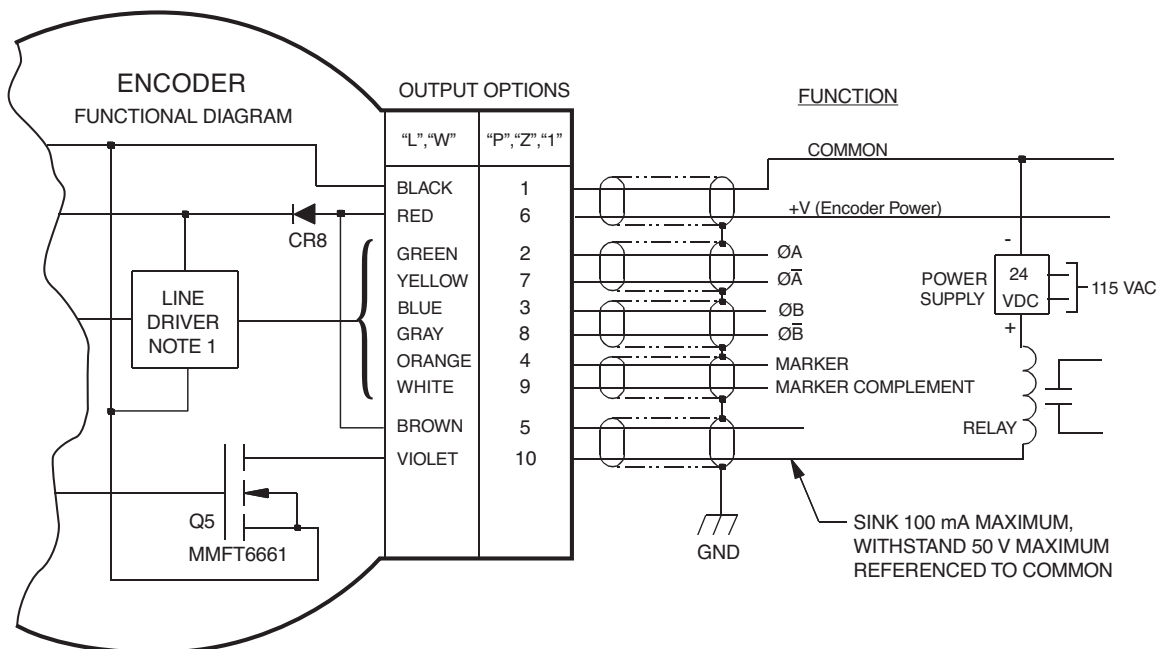 ENCODER
FUNCTIONAL DIAGRAM
OUTPUT OPTIONS
FUNCTION
“L”,“W”
“P”,“Z”,“1”
BLACK 1
RED 6
GREEN 2
YELLOW 7
BLUE 3
GRAY 8
ORANGE 4
WHITE 9
BROWN 5
VIOLET 10
CR8
LINE
DRIVER
NOTE 1
Q5
MMFT6661
COMMON
+V (Encoder Power)
ØA
ØA̅
ØB
ØB̅
MARKER
MARKER COMPLEMENT
GND
-
POWER
SUPPLY
24
VDC
115 VAC
+
RELAY
SINK 100 mA MAXIMUM,
WITHSTAND 50 V MAXIMUM
REFERENCED TO COMMON